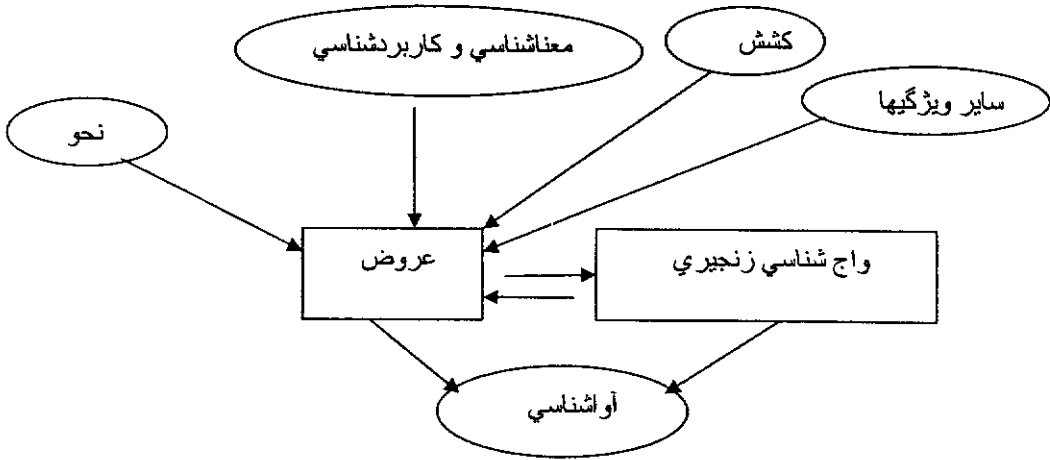 کشش
معناشناسي و کاربردشناسي
ساير ويژگيها
نحو
عروض
واج شناسي زنجيري
آواشناسي